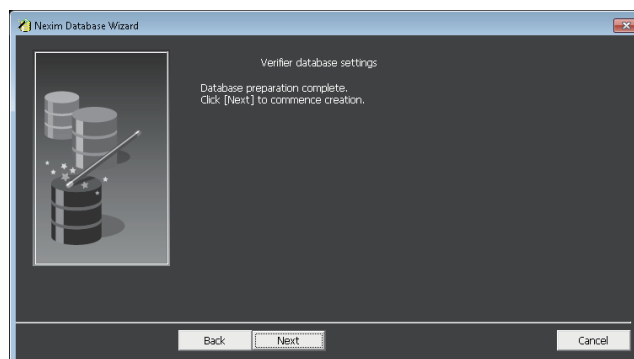 Nexim Database Wizard
Verifier database settings
Database preparation complete.
Click [Next] to commence creation.
Back
Next
Cancel